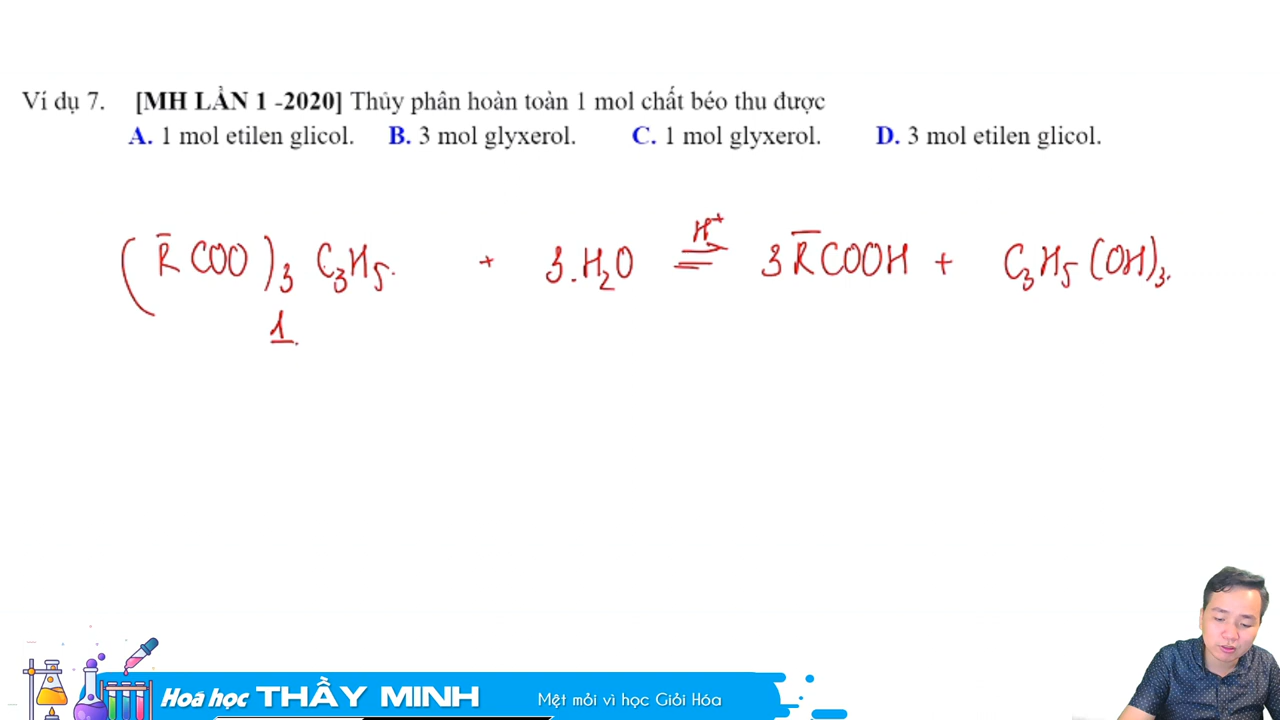 Ví dụ 7. [MH LẦN 1 -2020] Thủy phân hoàn toàn 1 mol chất béo thu được
A. 1 mol etilen glicol. B. 3 mol glyxerol. C. 1 mol glyxerol. D. 3 mol etilen glicol.
(R̅COO)₃C₃H₅. + 3.H₂O ⇌ (H⁺) 3R̅COOH + C₃H₅(OH)₃.
1.
Hoá học THẦY MINH Mệt mỏi vì học Giỏi Hóa